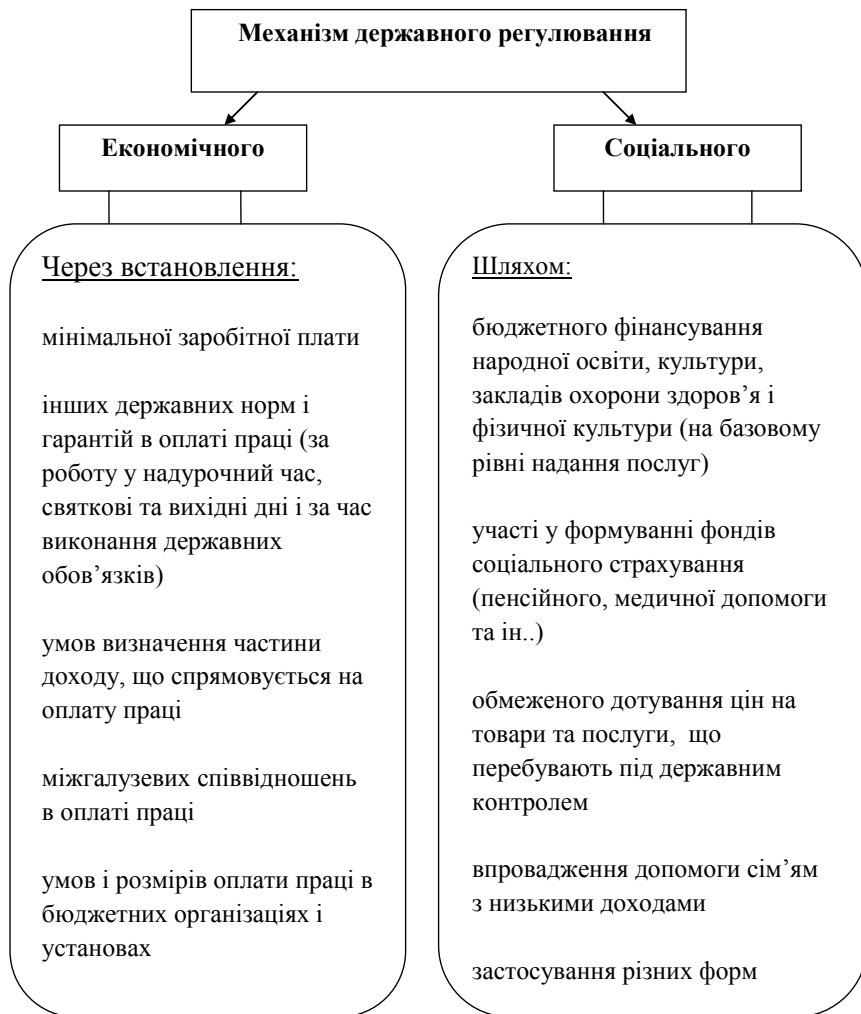 Механізм державного регулювання
Економічного
Соціального
Через встановлення:
мінімальної заробітної плати
інших державних норм і
гарантій в оплаті праці (за
роботу у надурочний час,
святкові та вихідні дні і за час
виконання державних
обов’язків)
умов визначення частини
доходу, що спрямовується на
оплату праці
міжгалузевих співвідношень
в оплаті праці
умов і розмірів оплати праці в
бюджетних організаціях і
установах
Шляхом:
бюджетного фінансування
народної освіти, культури,
закладів охорони здоров’я і
фізичної культури (на базовому
рівні надання послуг)
участі у формуванні фондів
соціального страхування
(пенсійного, медичної допомоги
та ін..)
обмеженого дотування цін на
товари та послуги, що
перебувають під державним
контролем
впровадження допомоги сім’ям
з низькими доходами
застосування різних форм